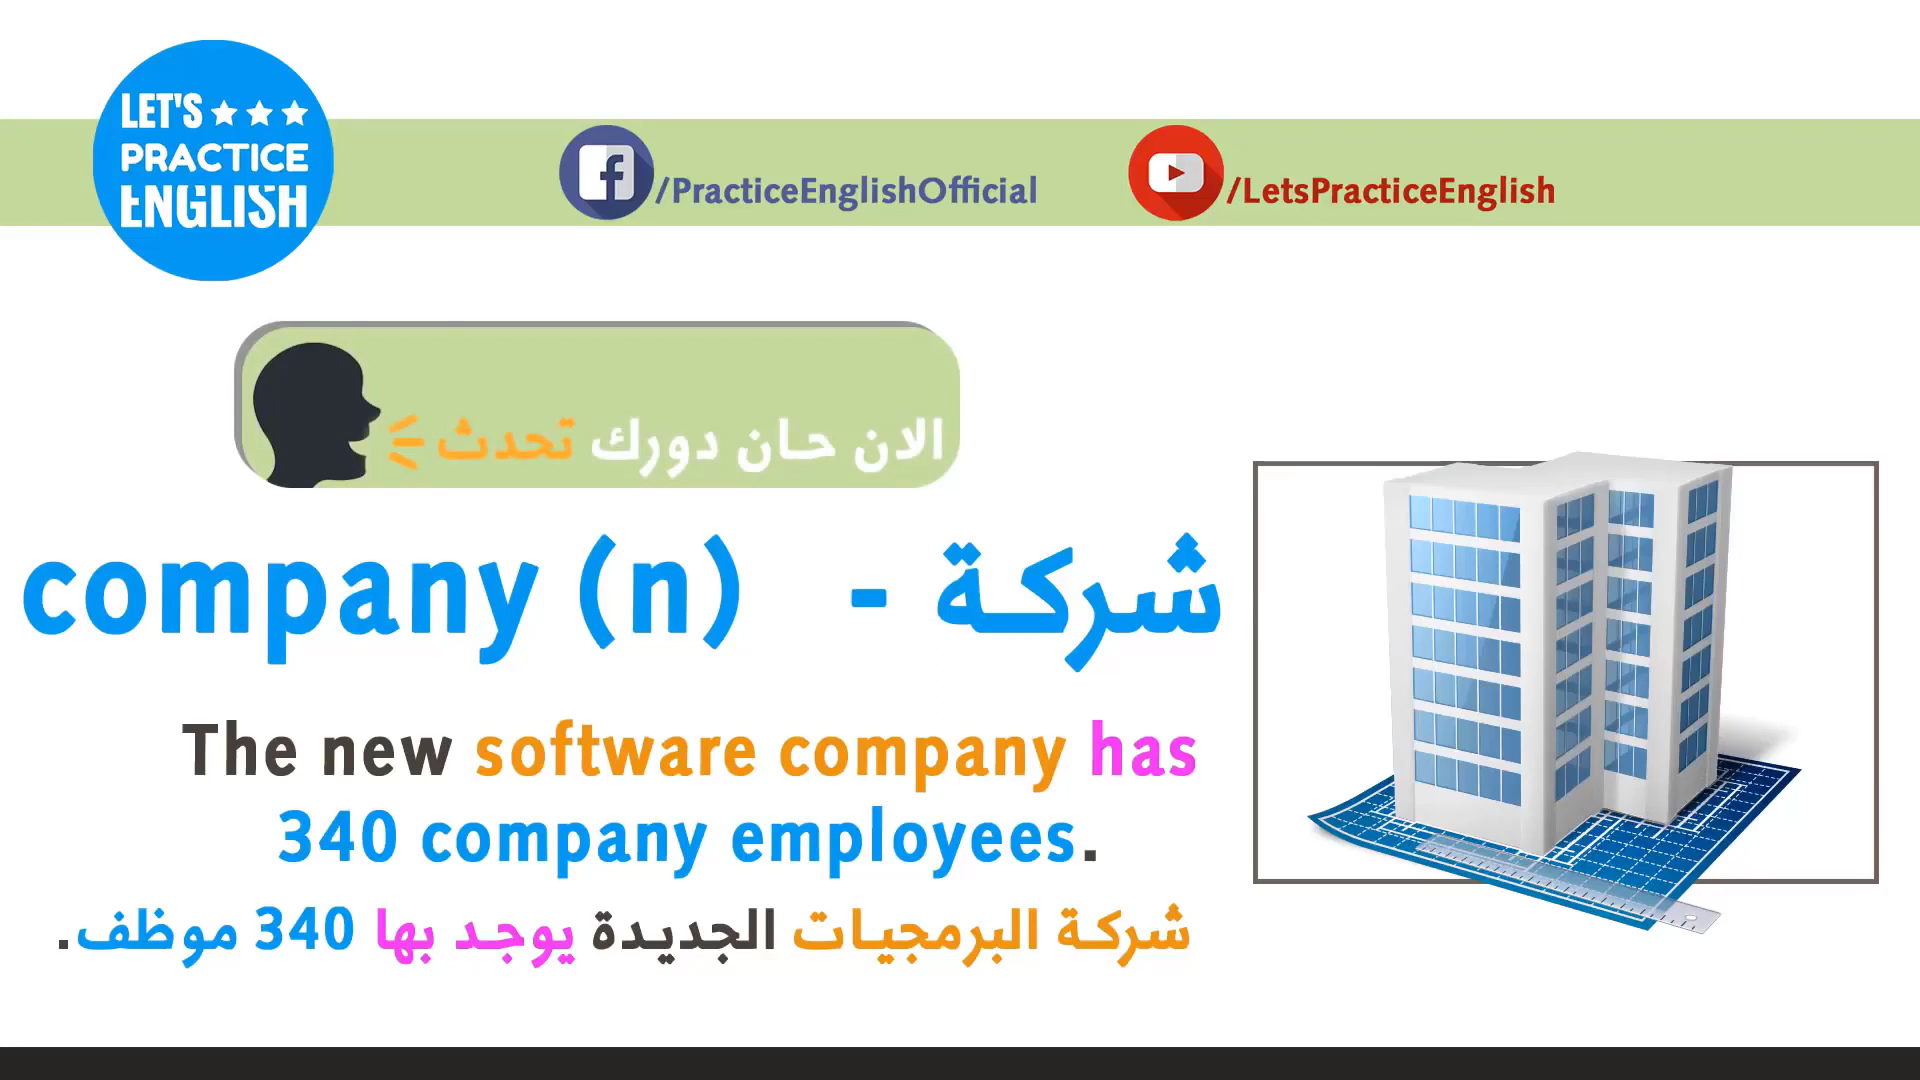 LET'S
PRACTICE
ENGLISH
/PracticeEnglishOfficial
/LetsPracticeEnglish
الان حان دورك تحدث
company (n) - شركة
The new software company has
340 company employees.
شركة البرمجيات الجديدة يوجد بها 340 موظف.